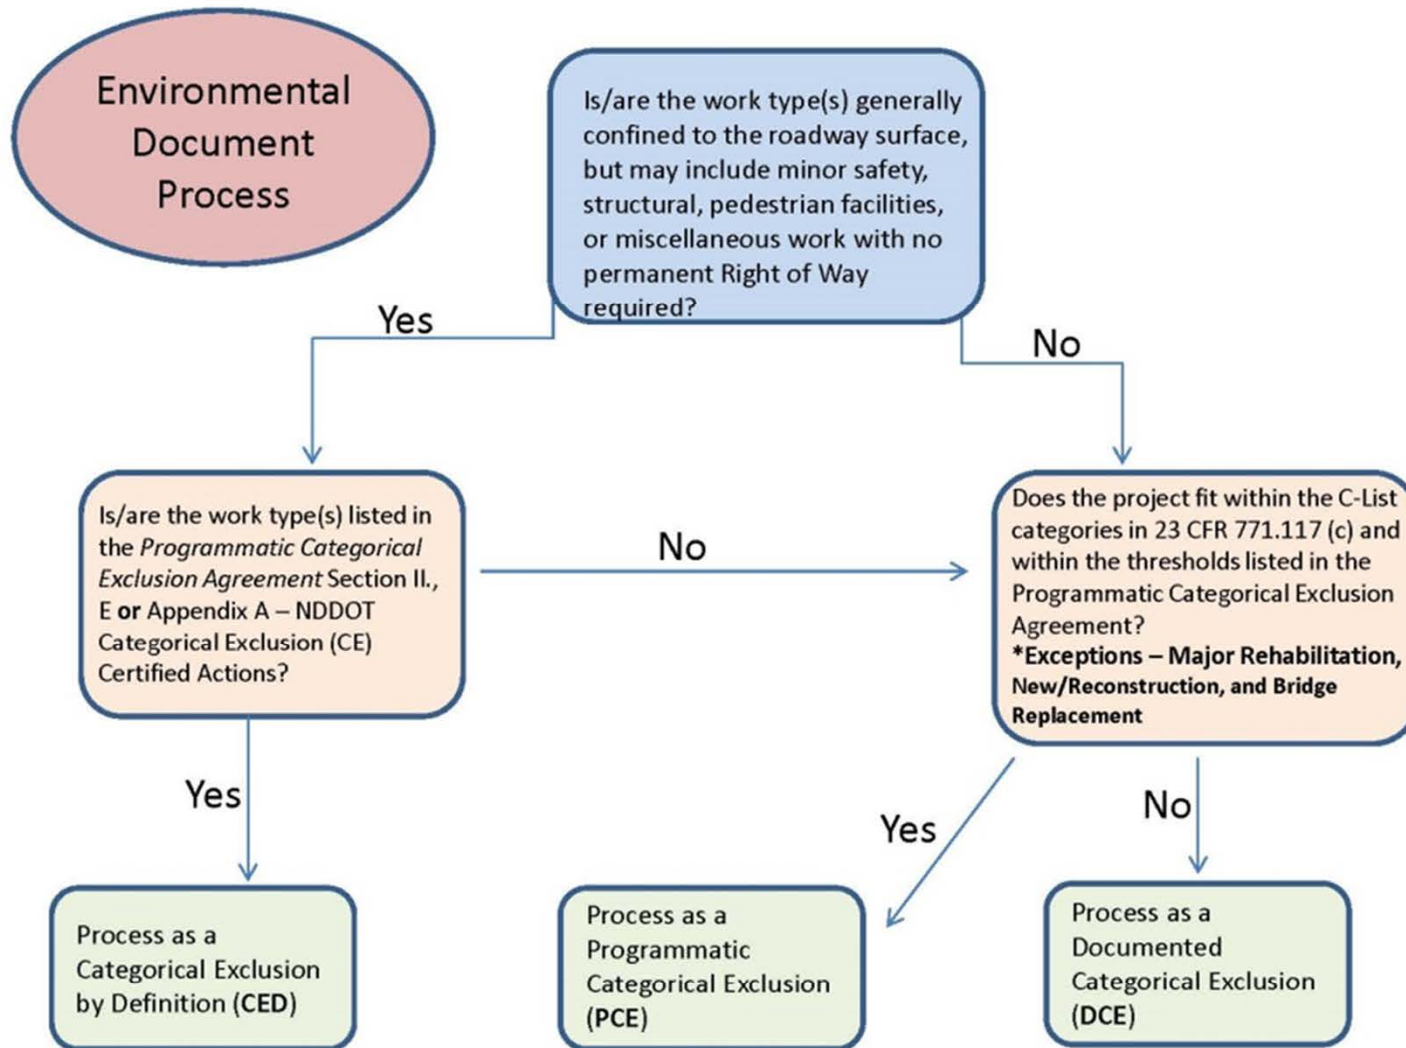 Environmental
Document
Process
Is/are the work type(s) generally
confined to the roadway surface,
but may include minor safety,
structural, pedestrian facilities,
or miscellaneous work with no
permanent Right of Way
required?
Yes
No
Is/are the work type(s) listed in
the Programmatic Categorical
Exclusion Agreement Section II.,
E or Appendix A – NDDOT
Categorical Exclusion (CE)
Certified Actions?
No
Does the project fit within the C-List
categories in 23 CFR 771.117 (c) and
within the thresholds listed in the
Programmatic Categorical Exclusion
Agreement?
*Exceptions – Major Rehabilitation,
New/Reconstruction, and Bridge
Replacement
Yes
Yes
No
Process as a
Categorical Exclusion
by Definition (CED)
Process as a
Programmatic
Categorical Exclusion
(PCE)
Process as a
Documented
Categorical Exclusion
(DCE)